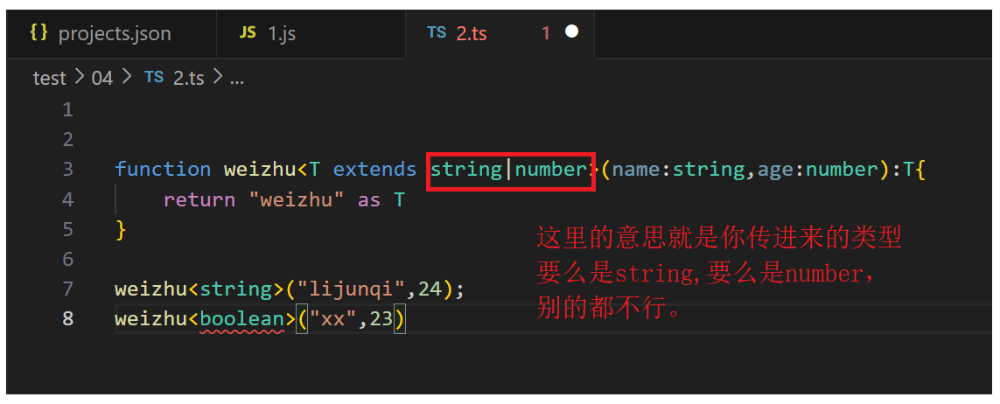 {} projects.json JS 1.js TS 2.ts 1
test > 04 > TS 2.ts > ...
1
2
3 function weizhu<T extends string|number>(name:string,age:number):T{
4 return "weizhu" as T
5 }
6
7 weizhu<string>("lijunqi",24);
8 weizhu<boolean>("xx",23)
这里的意思就是你传进来的类型
要么是string,要么是number，
别的都不行。